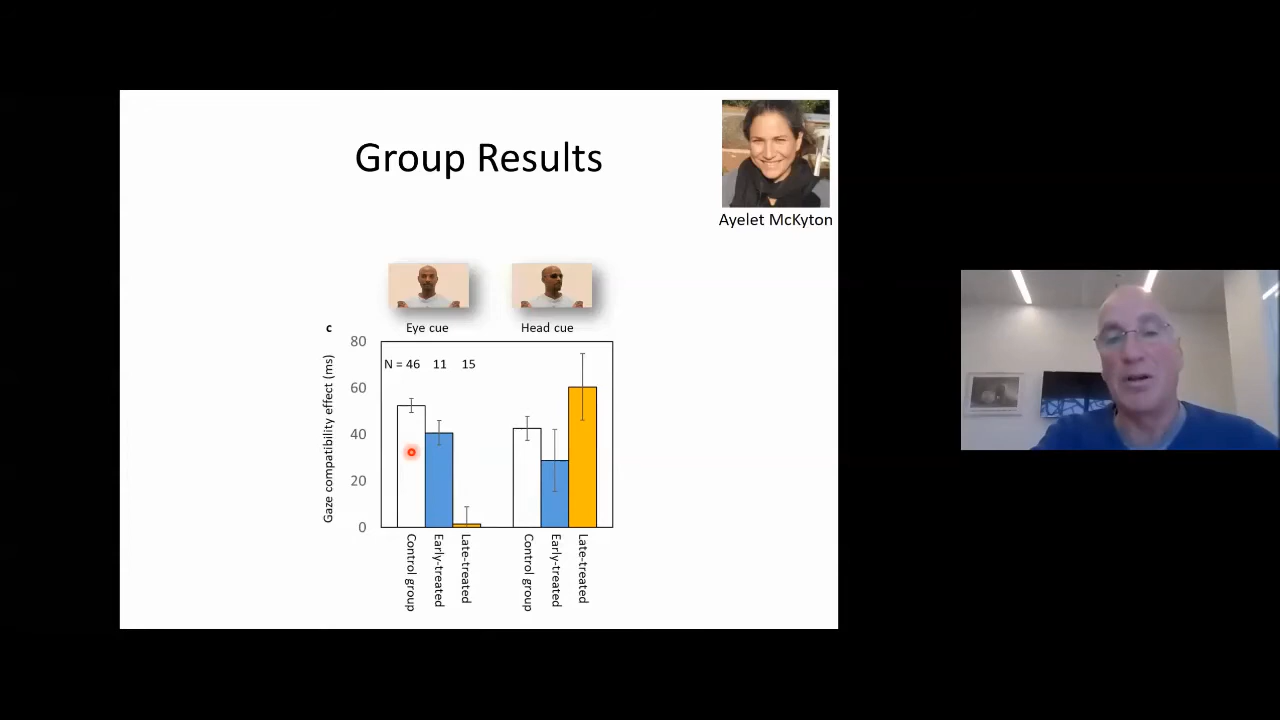 Group Results
Ayelet McKyton
Eye cue
Head cue
c
N = 46 11 15
Gaze compatibility effect (ms)
80
60
40
20
0
Control group
Early-treated
Late-treated
Control group
Early-treated
Late-treated